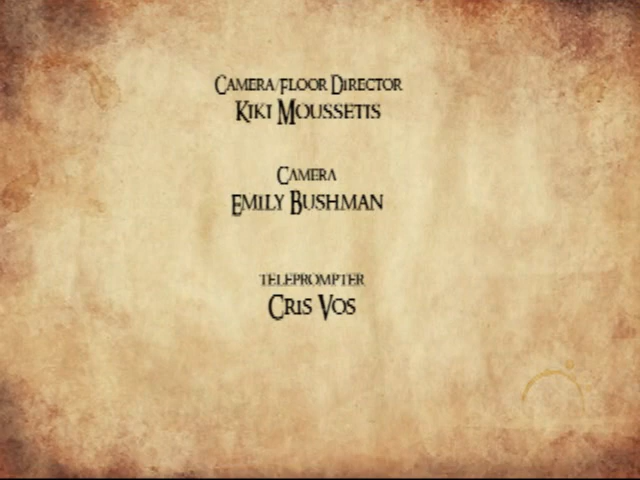 Camera/Floor Director
Kiki Moussetis
Camera
Emily Bushman
Teleprompter
Cris Vos